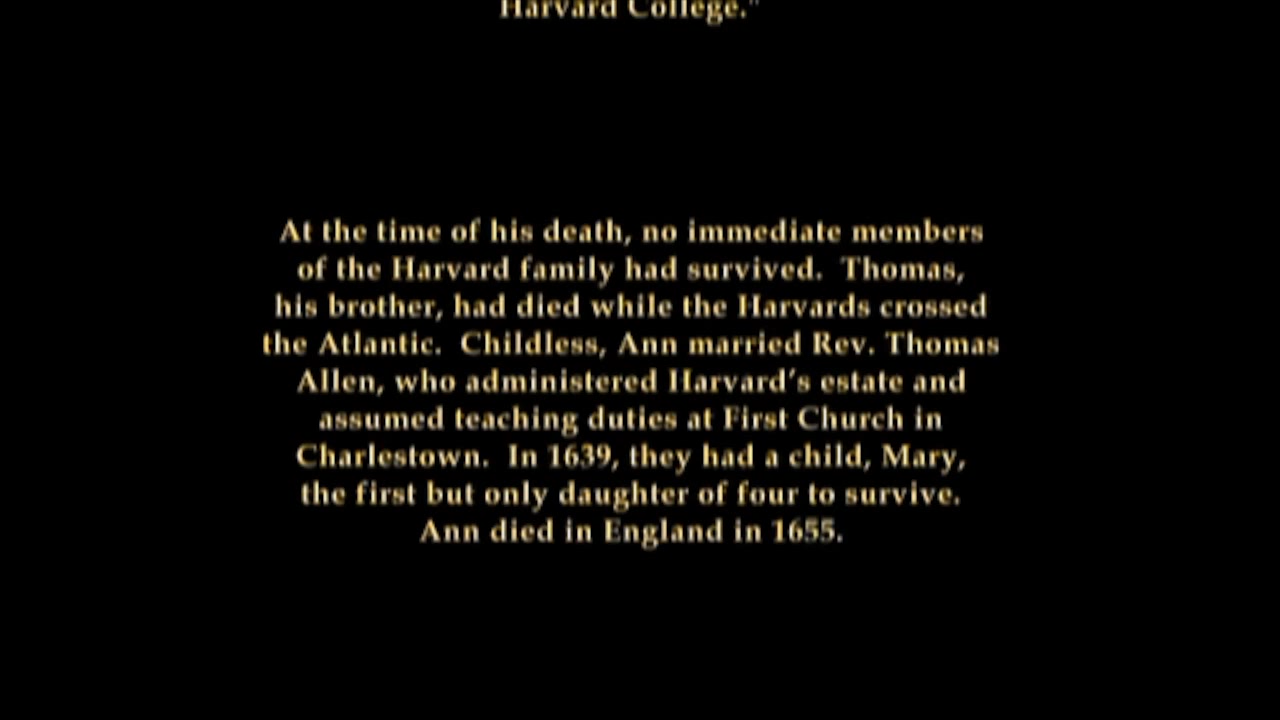 Harvard College."
At the time of his death, no immediate members
of the Harvard family had survived.  Thomas,
his brother, had died while the Harvards crossed
the Atlantic.  Childless, Ann married Rev. Thomas
Allen, who administered Harvard's estate and
assumed teaching duties at First Church in
Charlestown.  In 1639, they had a child, Mary,
the first but only daughter of four to survive.
Ann died in England in 1655.